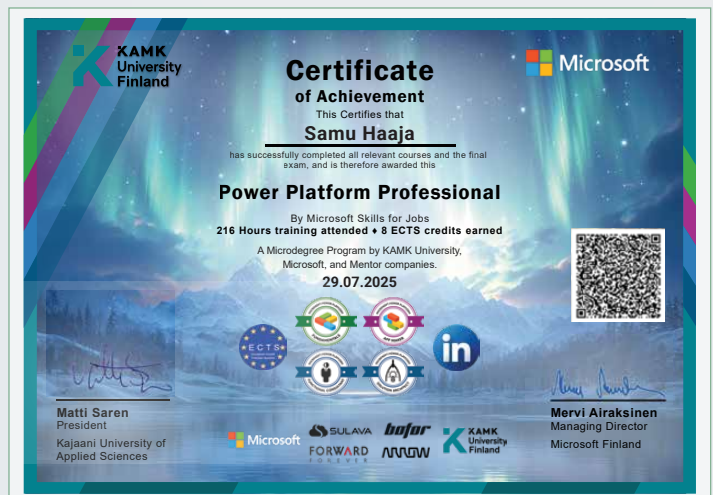 KAMK
University
Finland
Microsoft
Certificate
of Achievement
This Certifies that
Samu Haaja
has successfully completed all relevant courses and the final
exam, and is therefore awarded this
Power Platform Professional
By Microsoft Skills for Jobs
216 Hours training attended ♦ 8 ECTS credits earned
A Microdegree Program by KAMK University,
Microsoft, and Mentor companies.
29.07.2025
ECTS
FUNDAMENTALS
APP MAKER
in
Matti Saren
President
Kajaani University of
Applied Sciences
Mervi Airaksinen
Managing Director
Microsoft Finland
Microsoft
SULAVA
bofor
KAMK
University
Finland
FORWARD
FOREVER
ARROW